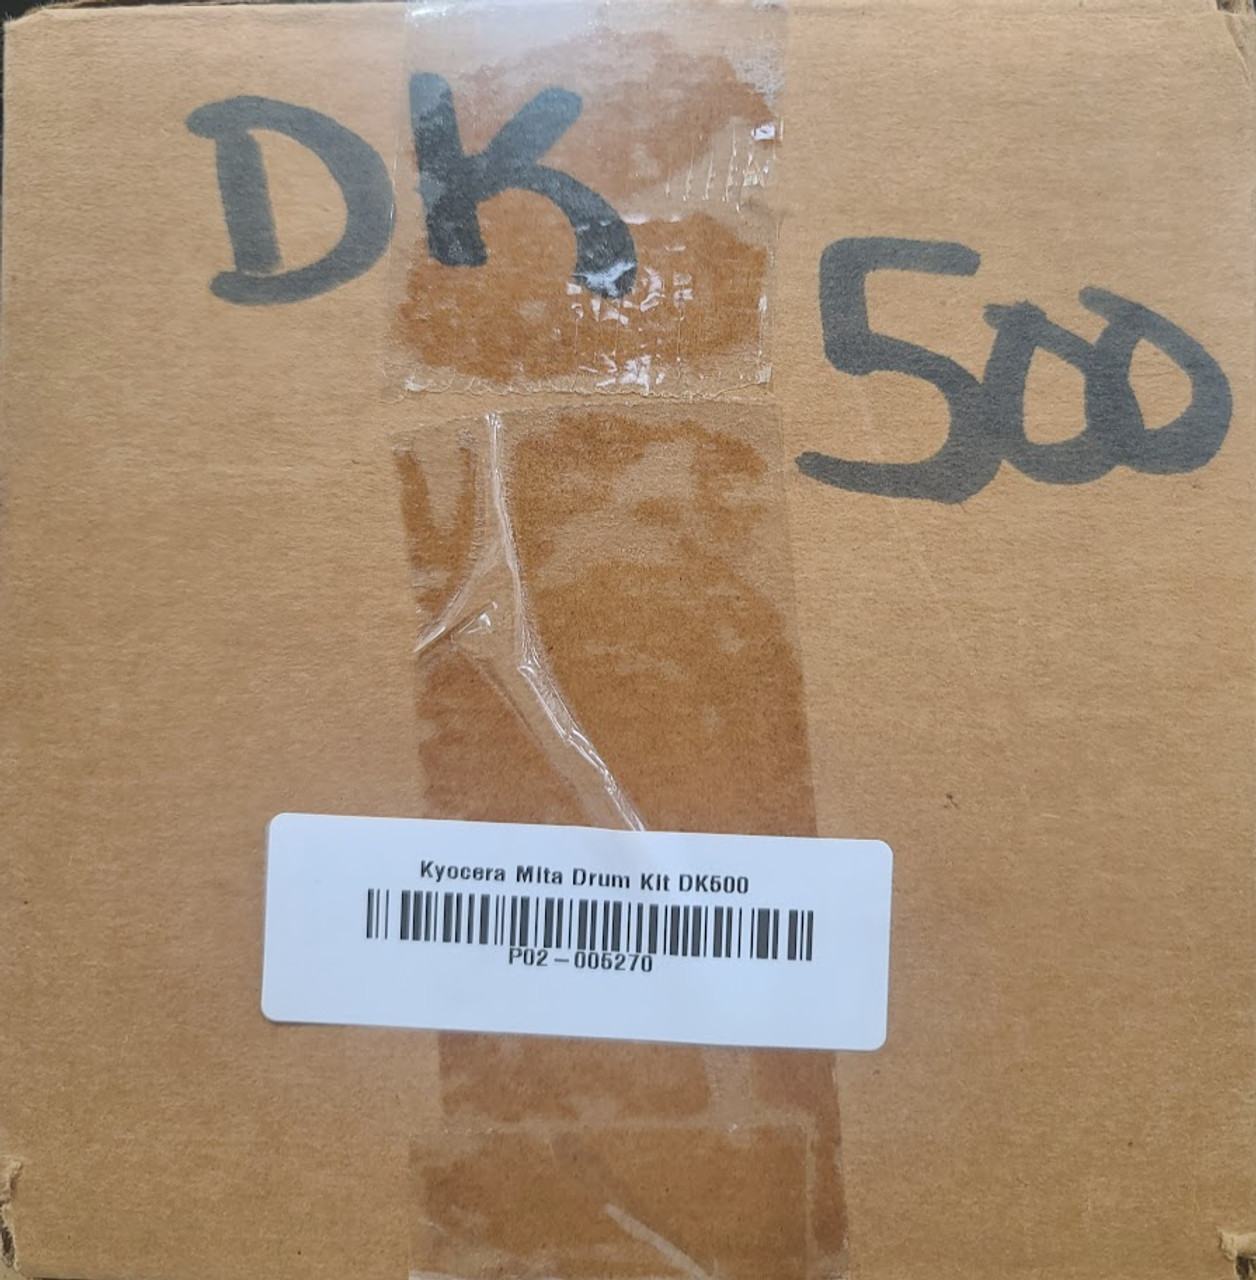 DK
500
Kyocera Mita Drum Kit DK500
P02-005270